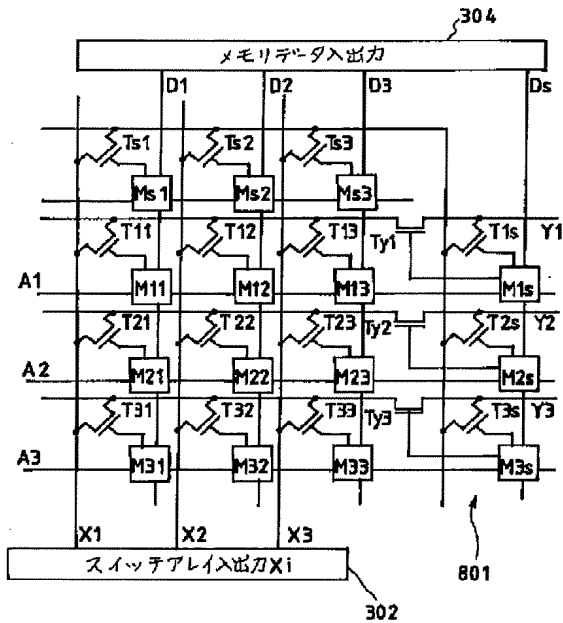 304
メモリデータ入出力
D1 D2 D3 Ds
Ts1 Ts2 Ts3
Ms1 Ms2 Ms3
T11 T12 T13 Ty1 T1s Y1
A1 M11 M12 M13 M1s
T21 T22 T23 Ty2 T2s Y2
A2 M21 M22 M23 M2s
T31 T32 T33 Ty3 T3s Y3
A3 M31 M32 M33 M3s
X1 X2 X3
スイッチアレイ入出力Xi
801
302